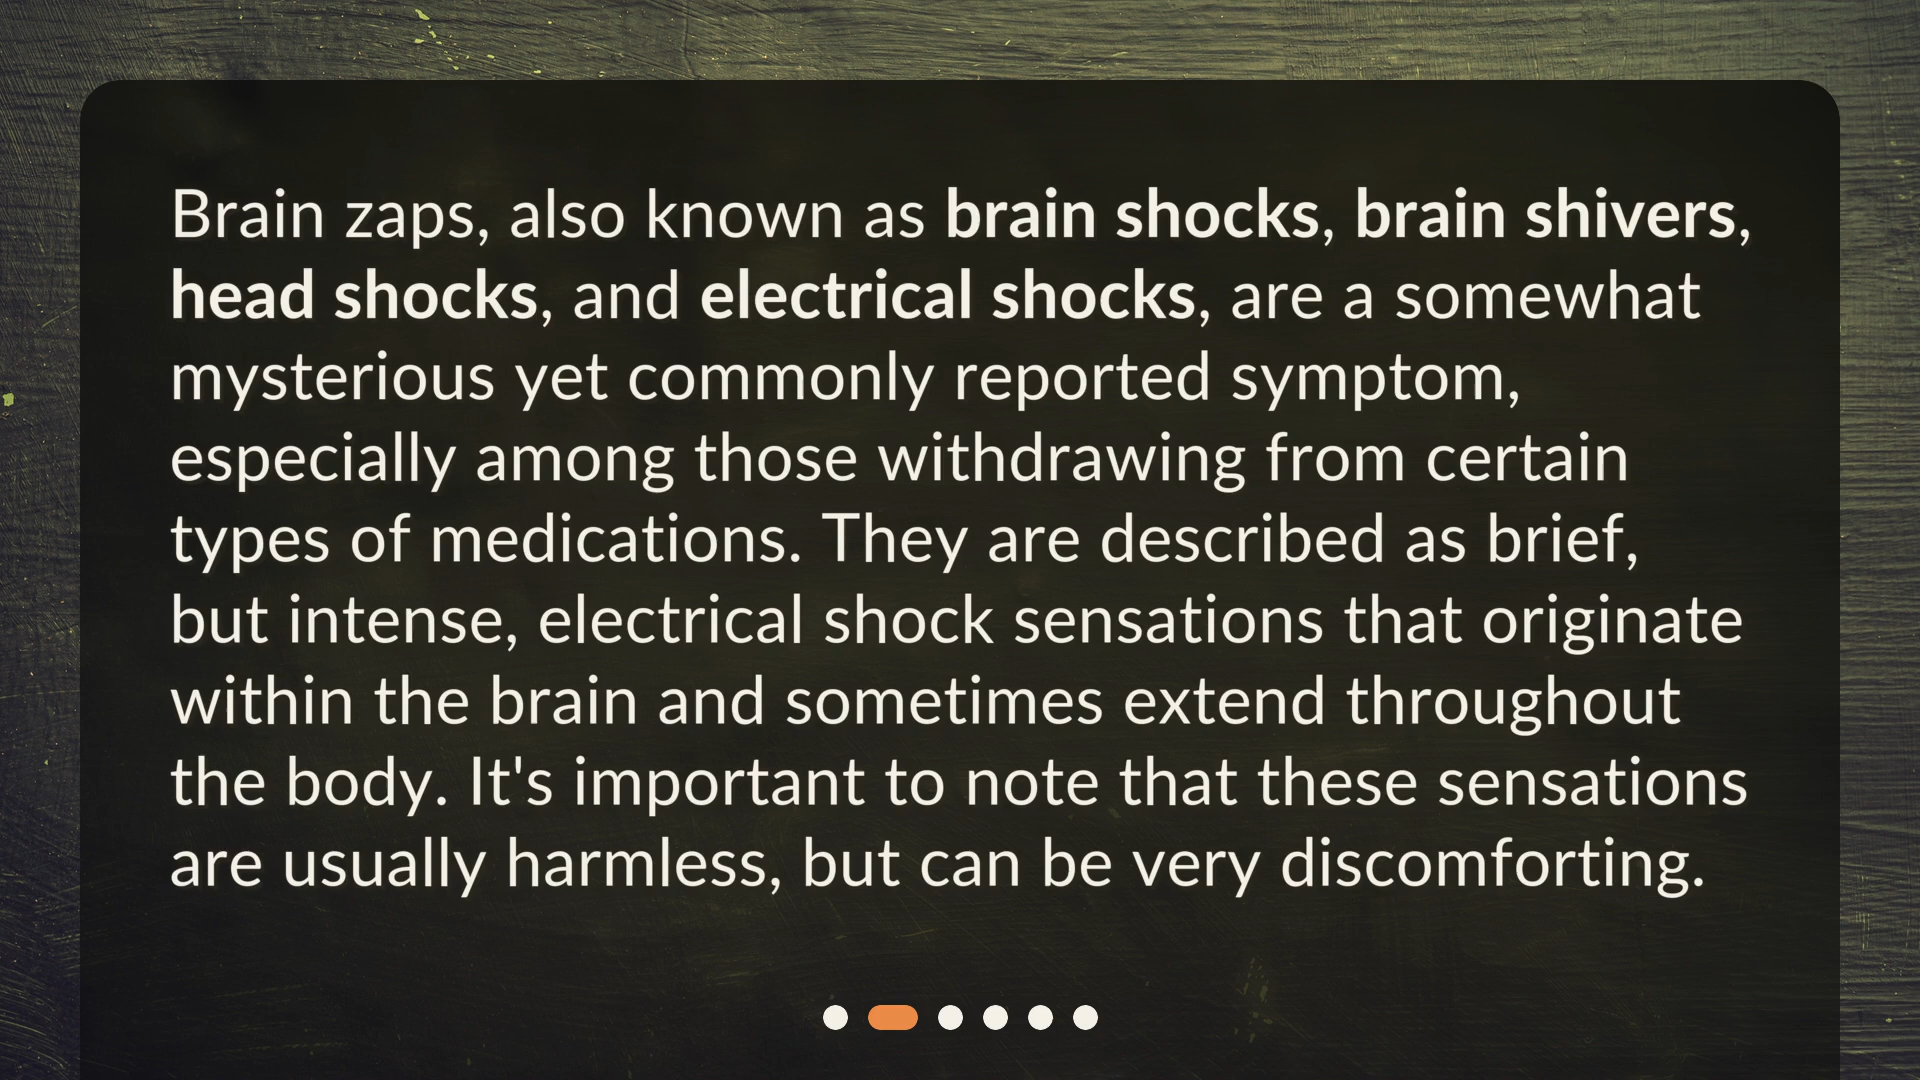 Brain zaps, also known as brain shocks, brain shivers,
head shocks, and electrical shocks, are a somewhat
mysterious yet commonly reported symptom,
especially among those withdrawing from certain
types of medications. They are described as brief,
but intense, electrical shock sensations that originate
within the brain and sometimes extend throughout
the body. It's important to note that these sensations
are usually harmless, but can be very discomforting.